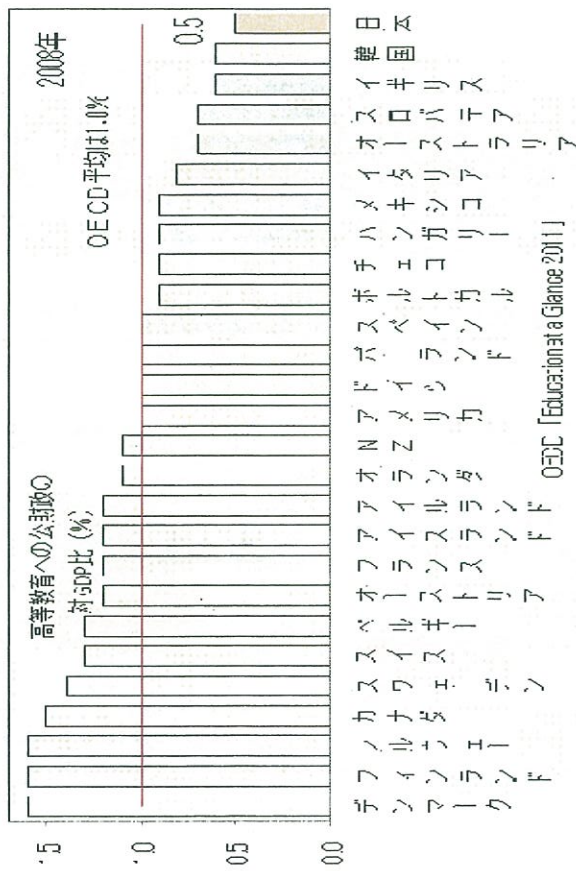 高等教育への公財政の
対GDP比 (%)
2008年
OECD平均は1.0%
0.5
1.5
1.0
0.5
0.0
デンマーク
フィンランド
ノルウェー
カナダ
スウェーデン
スイス
ベルギー
オーストリア
フランス
アイスランド
アイルランド
オランダ
NZ
アメリカ
ドイツ
ポーランド
スペイン
ポルトガル
チェコ
ハンガリー
メキシコ
イタリア
オーストラリア
スロバキア
イギリス
韓国
日本
OECD「Education at a Glance 2011」